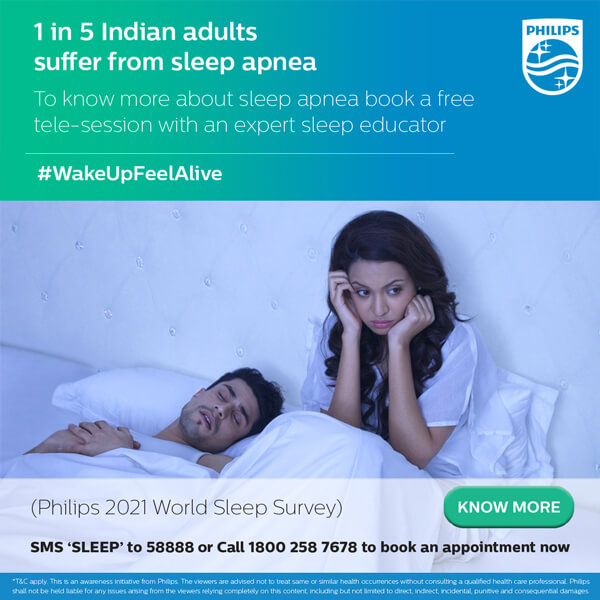 1 in 5 Indian adults
suffer from sleep apnea
PHILIPS
To know more about sleep apnea book a free
tele-session with an expert sleep educator
#WakeUpFeelAlive
(Philips 2021 World Sleep Survey)
KNOW MORE
SMS ‘SLEEP’ to 58888 or Call 1800 258 7678 to book an appointment now
*T&C apply. This is an awareness initiative from Philips. The viewers are advised not to treat same or similar health occurrences without consulting a qualified health care professional. Philips
shall not be held liable for any issues arising from the viewers relying completely on this content, including but not limited to direct, indirect, incidental, punitive and consequential damages.